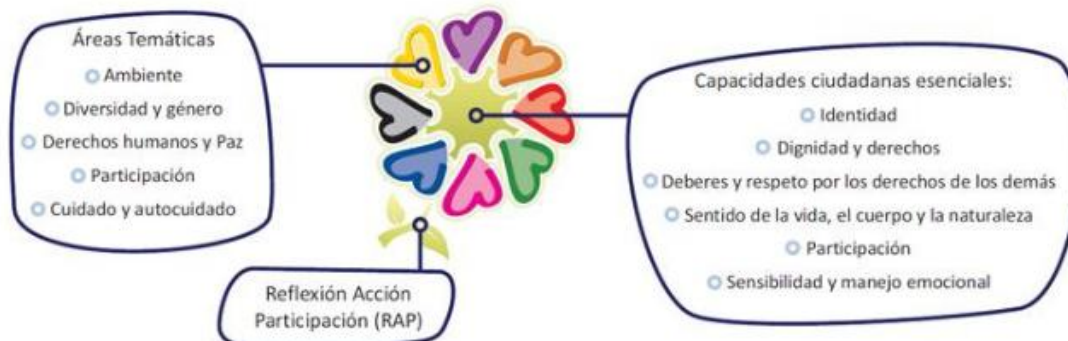 Áreas Temáticas
Ambiente
Diversidad y género
Derechos humanos y Paz
Participación
Cuidado y autocuidado
Reflexión Acción
Participación (RAP)
Capacidades ciudadanas esenciales:
Identidad
Dignidad y derechos
Deberes y respeto por los derechos de los demás
Sentido de la vida, el cuerpo y la naturaleza
Participación
Sensibilidad y manejo emocional